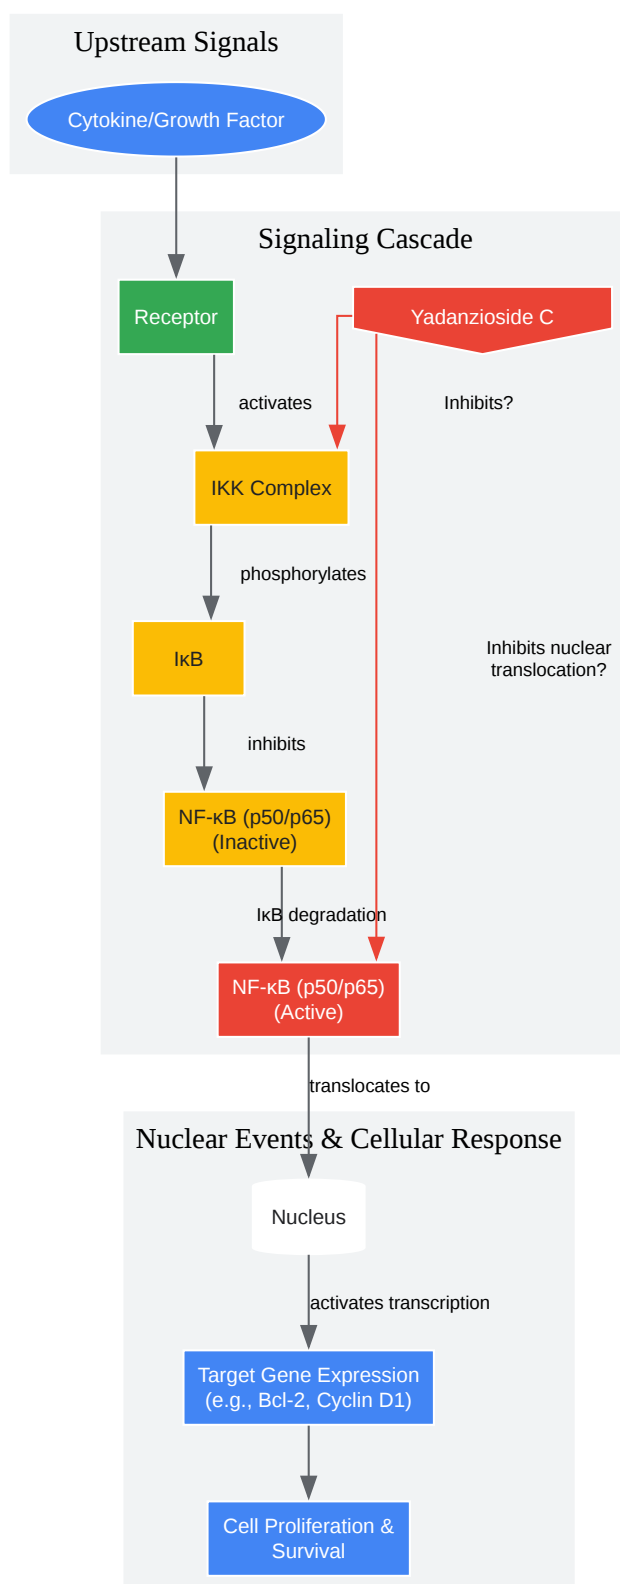 Upstream Signals
Cytokine/Growth Factor
Signaling Cascade
Receptor
Yadanzioside C
activates
Inhibits?
IKK Complex
phosphorylates
IκB
Inhibits nuclear
translocation?
inhibits
NF-κB (p50/p65)
(Inactive)
IκB degradation
NF-κB (p50/p65)
(Active)
translocates to
Nuclear Events & Cellular Response
Nucleus
activates transcription
Target Gene Expression
(e.g., Bcl-2, Cyclin D1)
Cell Proliferation &
Survival